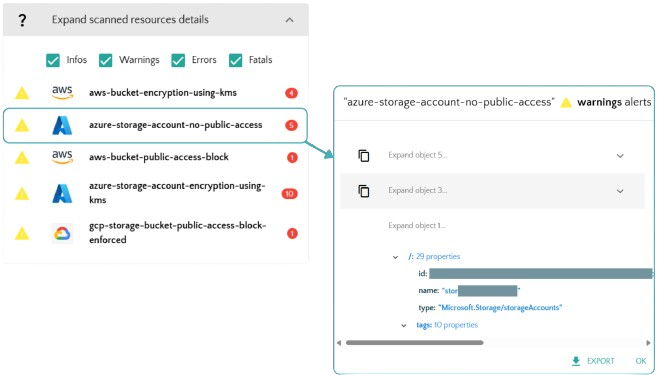 ? Expand scanned resources details
Infos Warnings Errors Fatals
aws aws-bucket-encryption-using-kms 4
azure-storage-account-no-public-access 5
aws aws-bucket-public-access-block 1
azure-storage-account-encryption-using-
kms 10
gcp-storage-bucket-public-access-block-
enforced 1
"azure-storage-account-no-public-access" warnings alerts
Expand object 5...
Expand object 3...
Expand object 1...
/: 29 properties
id:
name: "stor "
type: "Microsoft.Storage/storageAccounts"
tags: 10 properties
EXPORT OK